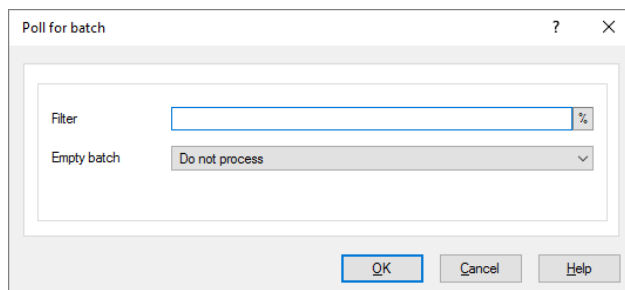 Poll for batch ?
Filter %
Empty batch Do not process
OK Cancel Help